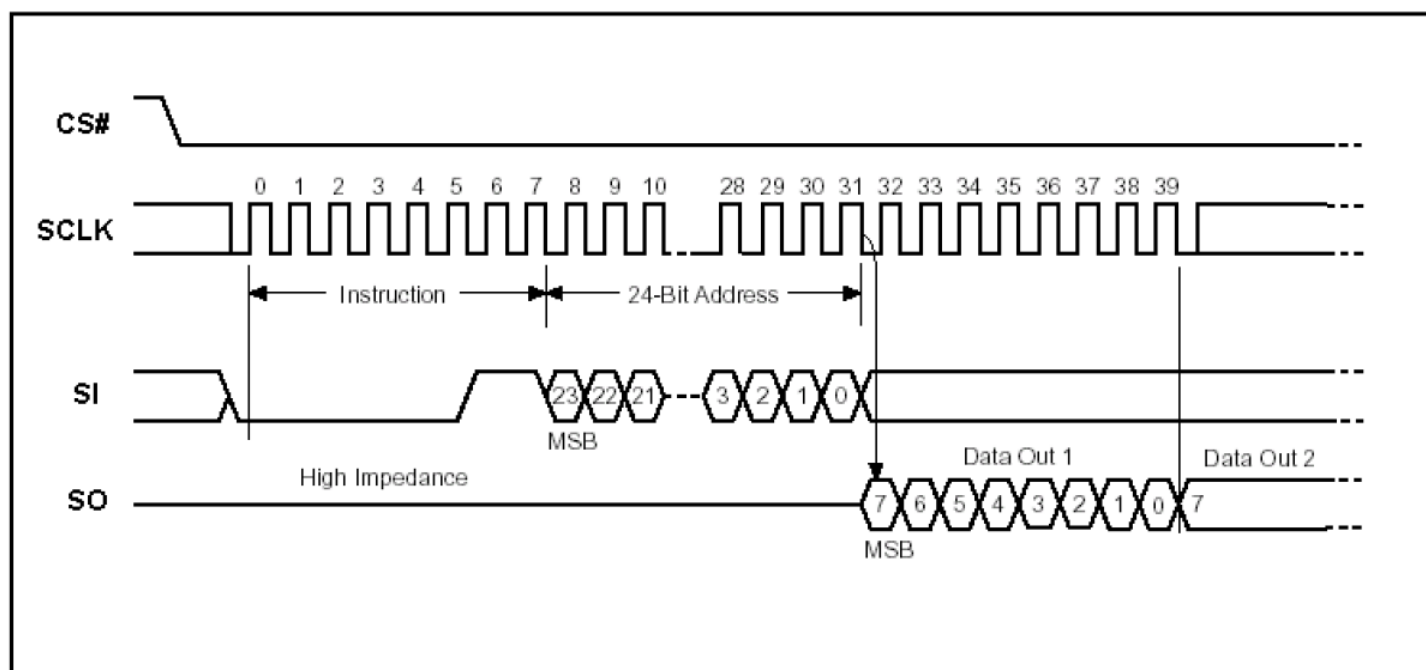 CS#
0 1 2 3 4 5 6 7 8 9 10 28 29 30 31 32 33 34 35 36 37 38 39
SCLK
Instruction 24-Bit Address
SI 23 22 21 3 2 1 0
MSB
Data Out 1 Data Out 2
High Impedance
SO 7 6 5 4 3 2 1 0 7
MSB